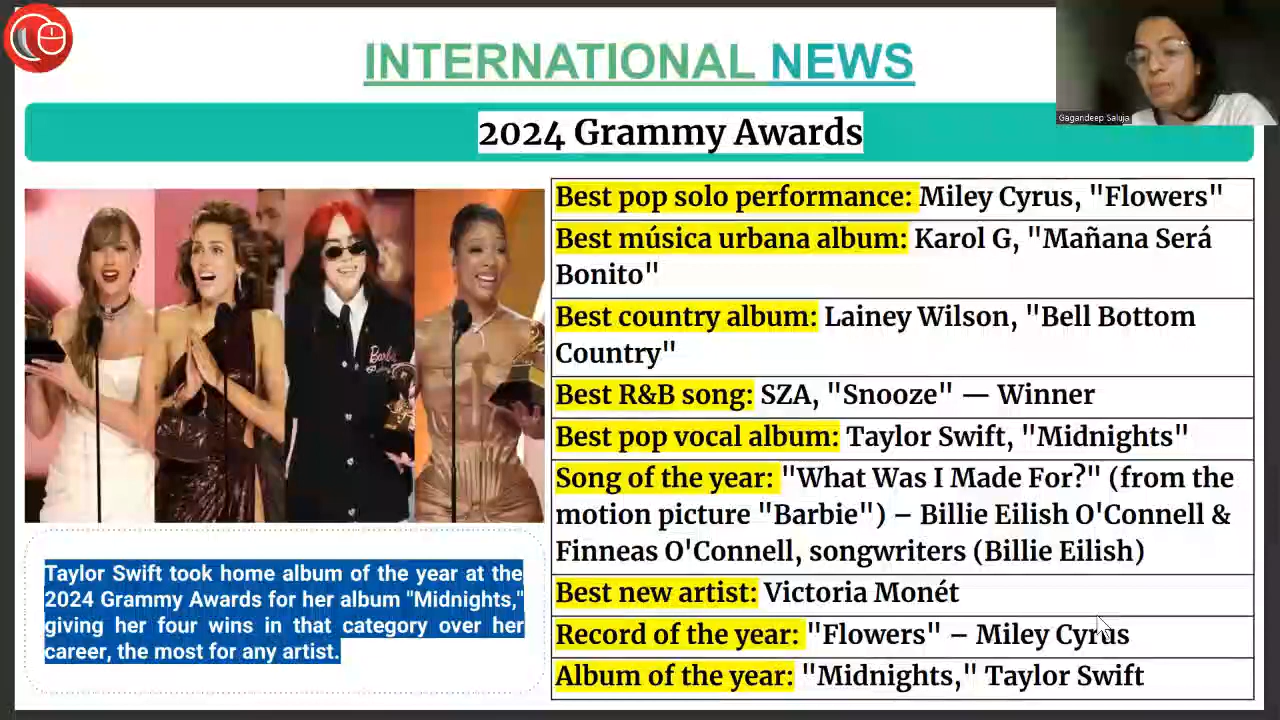 INTERNATIONAL NEWS
Gagandeep Saluja
2024 Grammy Awards
Best pop solo performance: Miley Cyrus, "Flowers"
Best música urbana album: Karol G, "Mañana Será
Bonito"
Best country album: Lainey Wilson, "Bell Bottom
Country"
Best R&B song: SZA, "Snooze" — Winner
Best pop vocal album: Taylor Swift, "Midnights"
Song of the year: "What Was I Made For?" (from the
motion picture "Barbie") – Billie Eilish O'Connell &
Finneas O'Connell, songwriters (Billie Eilish)
Best new artist: Victoria Monét
Record of the year: "Flowers" – Miley Cyrus
Album of the year: "Midnights," Taylor Swift
Barbie
Taylor Swift took home album of the year at the
2024 Grammy Awards for her album "Midnights,"
giving her four wins in that category over her
career, the most for any artist.